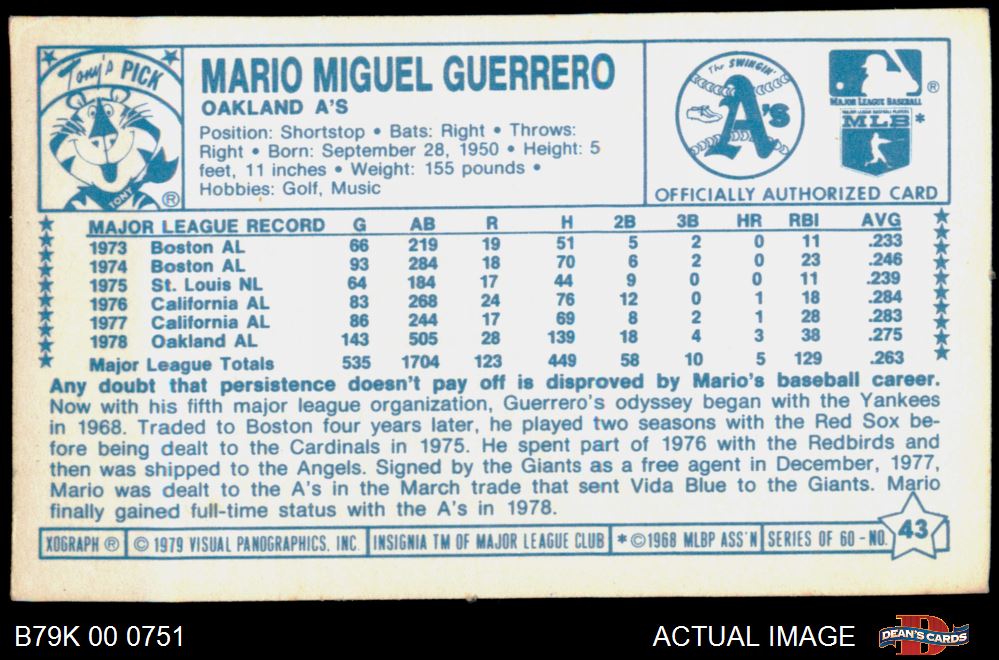 Tony's PICK
TONY
®
MARIO MIGUEL GUERRERO
OAKLAND A'S
Position: Shortstop • Bats: Right • Throws:
Right • Born: September 28, 1950 • Height: 5
feet, 11 inches • Weight: 155 pounds •
Hobbies: Golf, Music
The SWINGIN'
A's
®
MAJOR LEAGUE BASEBALL
MAJOR LEAGUE BASEBALL PLAYERS
MLB*
OFFICIALLY AUTHORIZED CARD
MAJOR LEAGUE RECORD G AB R H 2B 3B HR RBI AVG
1973 Boston AL 66 219 19 51 5 2 0 11 .233
1974 Boston AL 93 284 18 70 6 2 0 23 .246
1975 St. Louis NL 64 184 17 44 9 0 0 11 .239
1976 California AL 83 268 24 76 12 0 1 18 .284
1977 California AL 86 244 17 69 8 2 1 28 .283
1978 Oakland AL 143 505 28 139 18 4 3 38 .275
Major League Totals 535 1704 123 449 58 10 5 129 .263
Any doubt that persistence doesn't pay off is disproved by Mario's baseball career.
Now with his fifth major league organization, Guerrero's odyssey began with the Yankees
in 1968. Traded to Boston four years later, he played two seasons with the Red Sox be-
fore being dealt to the Cardinals in 1975. He spent part of 1976 with the Redbirds and
then was shipped to the Angels. Signed by the Giants as a free agent in December, 1977,
Mario was dealt to the A's in the March trade that sent Vida Blue to the Giants. Mario
finally gained full-time status with the A's in 1978.
XOGRAPH ® © 1979 VISUAL PANOGRAPHICS, INC. INSIGNIA TM OF MAJOR LEAGUE CLUB * © 1968 MLBP ASS'N SERIES OF 60 - NO. 43
B79K 00 0751
ACTUAL IMAGE
D
DEAN'S CARDS